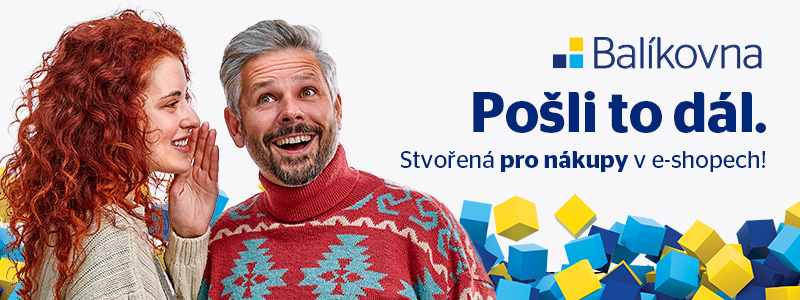 Balíkovna
Pošli to dál.
Stvořená pro nákupy v e-shopech!